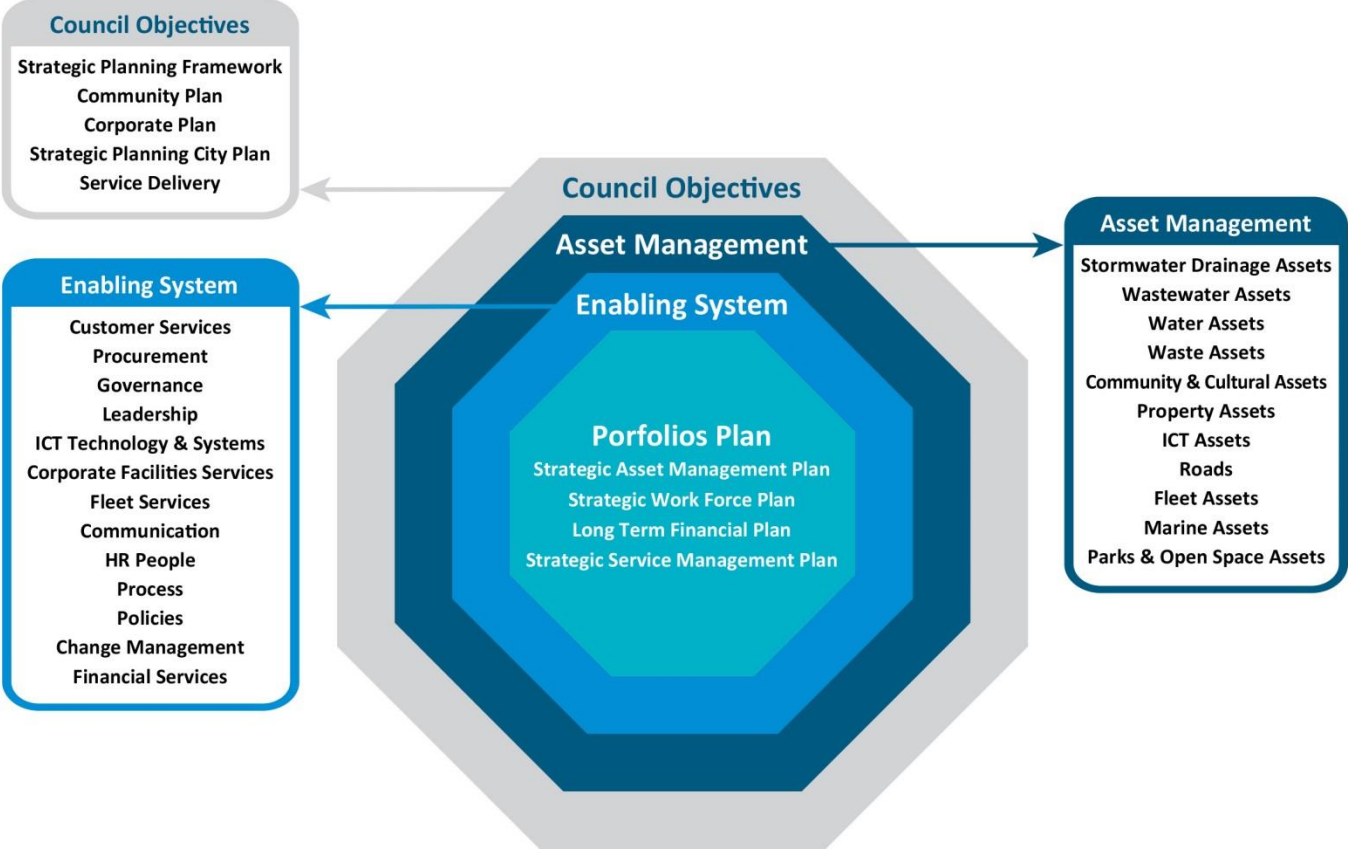 Council Objectives
Strategic Planning Framework
Community Plan
Corporate Plan
Strategic Planning City Plan
Service Delivery
Enabling System
Customer Services
Procurement
Governance
Leadership
ICT Technology & Systems
Corporate Facilities Services
Fleet Services
Communication
HR People
Process
Policies
Change Management
Financial Services
Council Objectives
Asset Management
Enabling System
Porfolios Plan
Strategic Asset Management Plan
Strategic Work Force Plan
Long Term Financial Plan
Strategic Service Management Plan
Asset Management
Stormwater Drainage Assets
Wastewater Assets
Water Assets
Waste Assets
Community & Cultural Assets
Property Assets
ICT Assets
Roads
Fleet Assets
Marine Assets
Parks & Open Space Assets